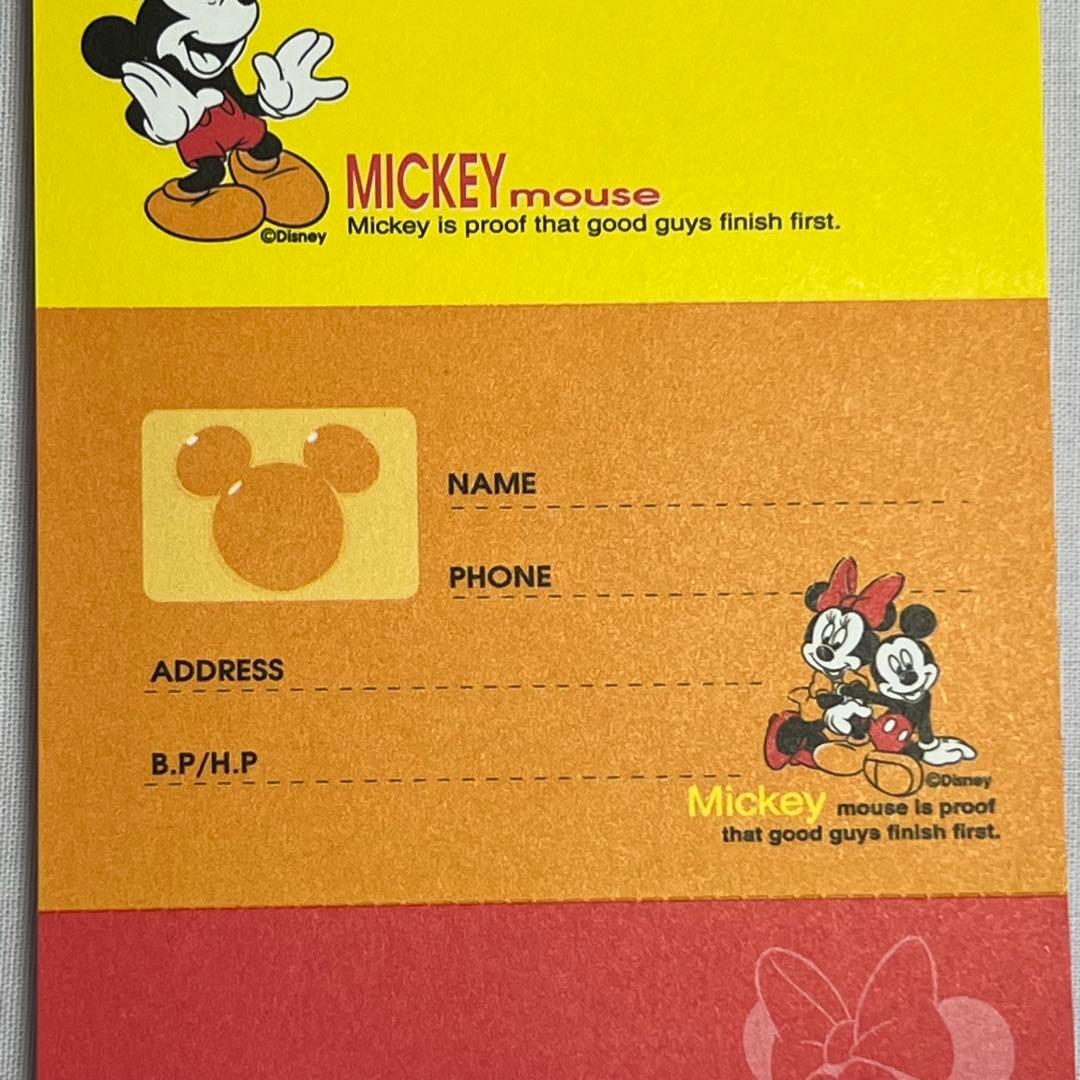 MICKEY mouse
Mickey is proof that good guys finish first.
©Disney
NAME
PHONE
ADDRESS
B.P/H.P
©Disney
Mickey mouse is proof
that good guys finish first.